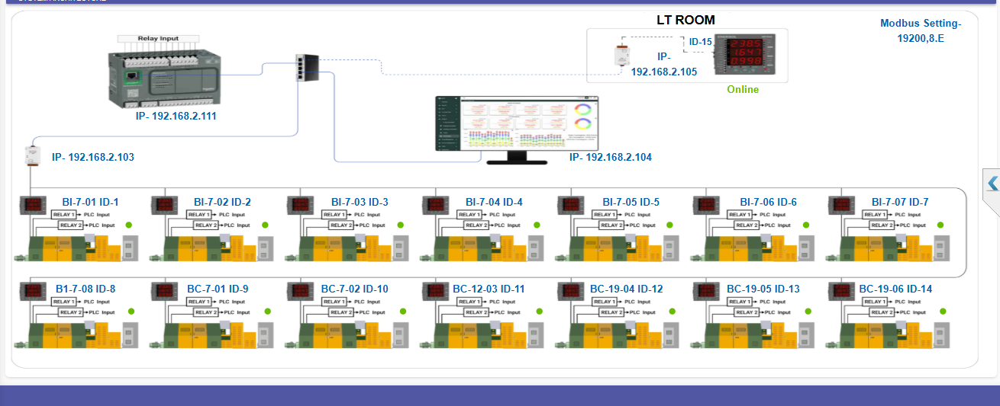 SYSTEM ARCHITECTURE
LT ROOM
Modbus Setting-
19200,8.E
Relay Input
ID-15
IP-
192.168.2.105
Online
IP- 192.168.2.111
IP- 192.168.2.103
IP- 192.168.2.104
BI-7-01 ID-1
RELAY 1 PLC Input
RELAY 2 PLC Input
BI-7-02 ID-2
RELAY 1 PLC Input
RELAY 2 PLC Input
BI-7-03 ID-3
RELAY 1 PLC Input
RELAY 2 PLC Input
BI-7-04 ID-4
RELAY 1 PLC Input
RELAY 2 PLC Input
BI-7-05 ID-5
RELAY 1 PLC Input
RELAY 2 PLC Input
BI-7-06 ID-6
RELAY 1 PLC Input
RELAY 2 PLC Input
BI-7-07 ID-7
RELAY 1 PLC Input
RELAY 2 PLC Input
B1-7-08 ID-8
RELAY 1 PLC Input
RELAY 2 PLC Input
BC-7-01 ID-9
RELAY 1 PLC Input
RELAY 2 PLC Input
BC-7-02 ID-10
RELAY 1 PLC Input
RELAY 2 PLC Input
BC-12-03 ID-11
RELAY 1 PLC Input
RELAY 2 PLC Input
BC-19-04 ID-12
RELAY 1 PLC Input
RELAY 2 PLC Input
BC-19-05 ID-13
RELAY 1 PLC Input
RELAY 2 PLC Input
BC-19-06 ID-14
RELAY 1 PLC Input
RELAY 2 PLC Input